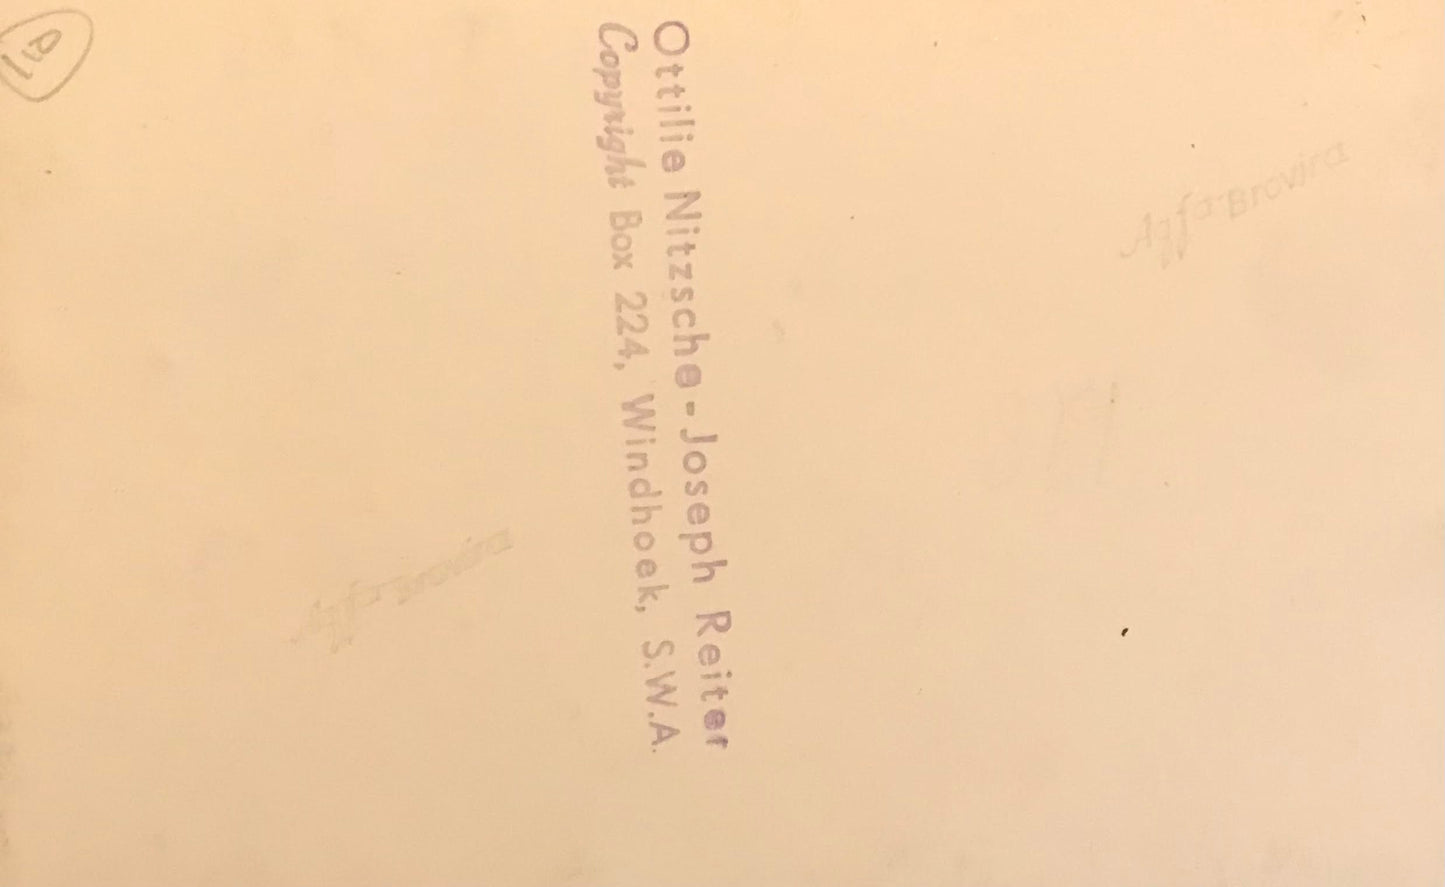 Ottilie Nitzsche-Joseph Reiter
Copyright Box 224, Windhoek, S.W.A.
Agfa-Brovira
Agfa-Brovira